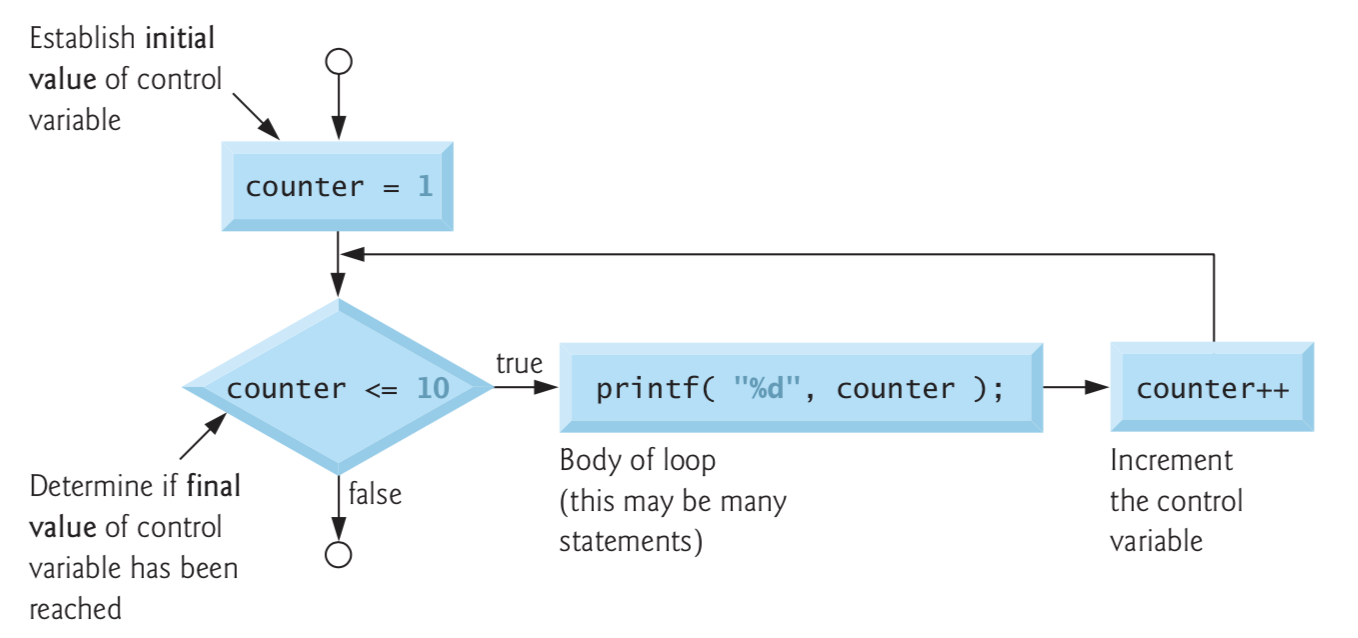 Establish initial
value of control
variable
counter = 1
counter <= 10
true
printf( "%d", counter );
counter++
false
Determine if final
value of control
variable has been
reached
Body of loop
(this may be many
statements)
Increment
the control
variable